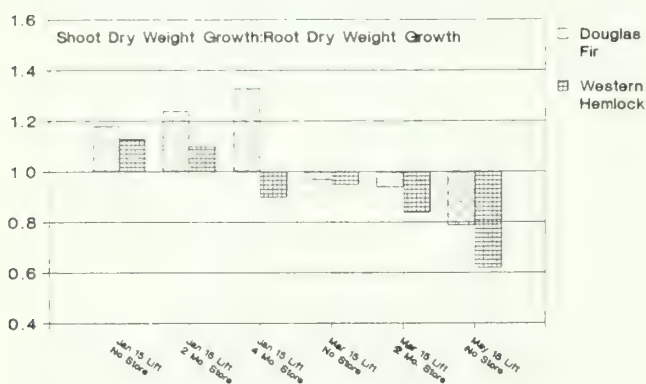 1.6
Shoot Dry Weight Growth:Root Dry Weight Growth
1.4
1.2
1.0
0.8
0.6
0.4
Douglas
Fir
Western
Hemlock
Jan 15 Lift
No Store
Jan 15 Lift
2 Mo. Store
Jan 15 Lift
4 Mo. Store
Mar 15 Lift
No Store
Mar 15 Lift
2 Mo. Store
May 15 Lift
No Store